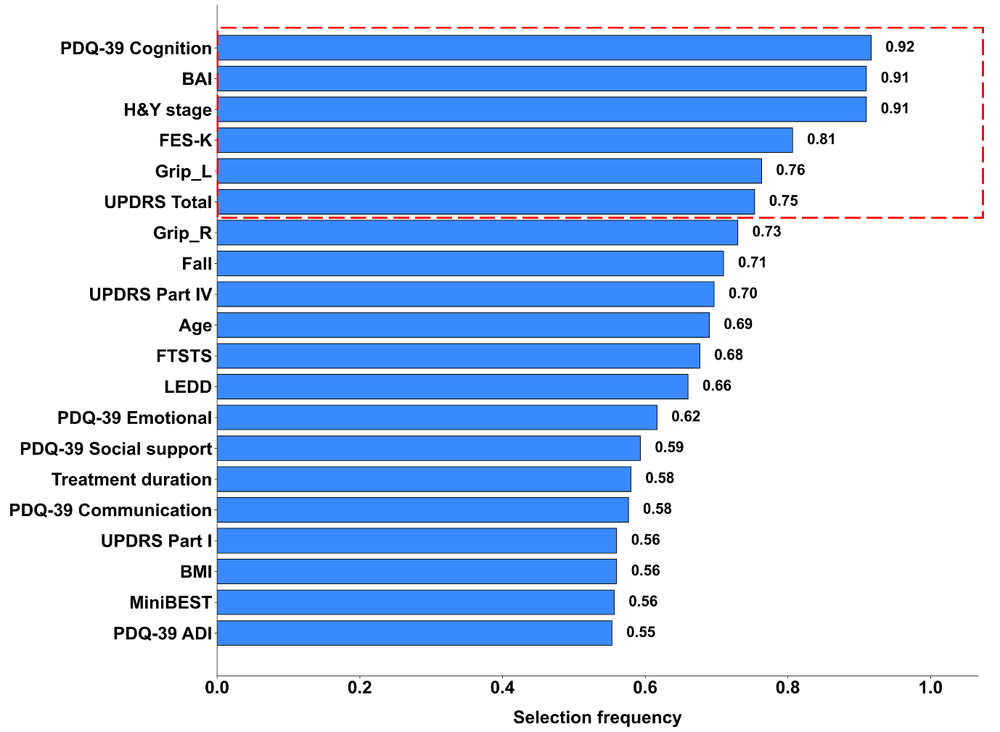 PDQ-39 Cognition 0.92
BAI 0.91
H&Y stage 0.91
FES-K 0.81
Grip_L 0.76
UPDRS Total 0.75
Grip_R 0.73
Fall 0.71
UPDRS Part IV 0.70
Age 0.69
FTSTS 0.68
LEDD 0.66
PDQ-39 Emotional 0.62
PDQ-39 Social support 0.59
Treatment duration 0.58
PDQ-39 Communication 0.58
UPDRS Part I 0.56
BMI 0.56
MiniBEST 0.56
PDQ-39 ADI 0.55
0.0 0.2 0.4 0.6 0.8 1.0
Selection frequency